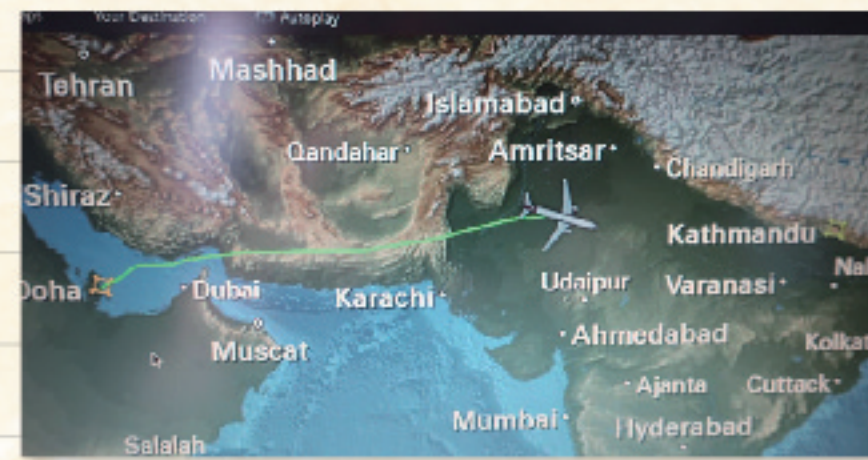 Your Destination
Autoplay
Tehran
Mashhad
Islamabad
Qandahar
Amritsar
Chandigarh
Shiraz
Kathmandu
Doha
Dubai
Karachi
Udaipur
Varanasi
Muscat
Ahmedabad
Ajanta
Cuttack
Mumbai
Hyderabad
Salalah